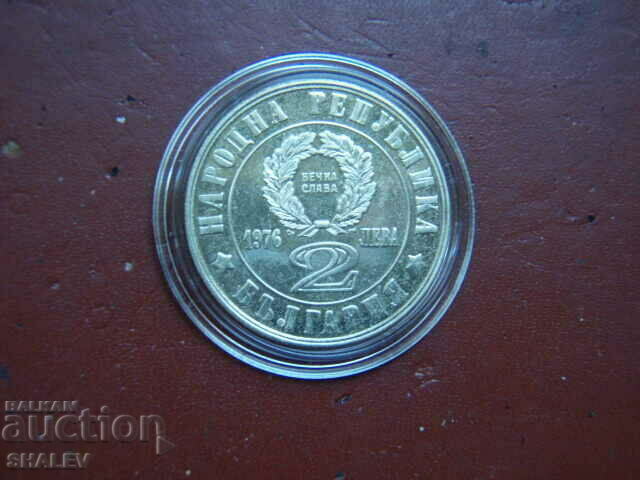 НАРОДНА РЕПУБЛИКА
ВЕЧНА
СЛАВА
1976 ЛЕВА
2
★ БЪЛГАРИЯ ★
BALKAN
auction
SHALEV